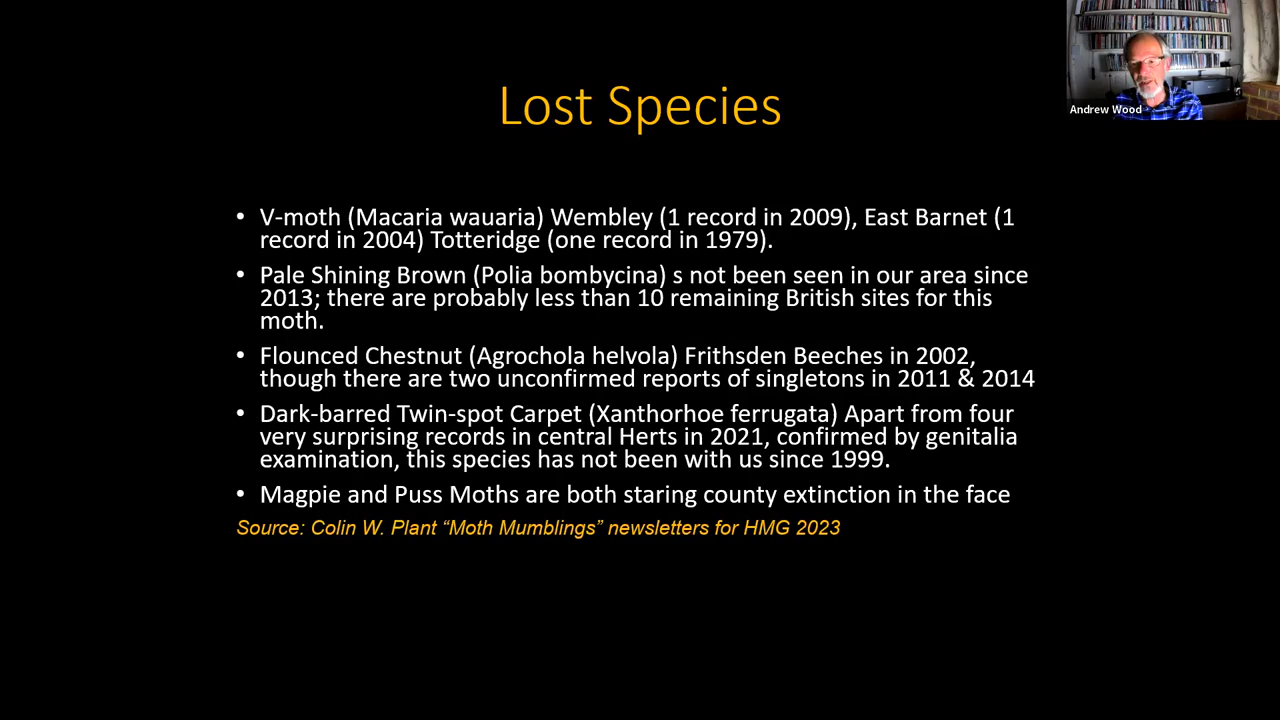 Andrew Wood
Lost Species
• V-moth (Macaria wauaria) Wembley (1 record in 2009), East Barnet (1
record in 2004) Totteridge (one record in 1979).
• Pale Shining Brown (Polia bombycina) s not been seen in our area since
2013; there are probably less than 10 remaining British sites for this
moth.
• Flounced Chestnut (Agrochola helvola) Frithsden Beeches in 2002,
though there are two unconfirmed reports of singletons in 2011 & 2014
• Dark-barred Twin-spot Carpet (Xanthorhoe ferrugata) Apart from four
very surprising records in central Herts in 2021, confirmed by genitalia
examination, this species has not been with us since 1999.
• Magpie and Puss Moths are both staring county extinction in the face
Source: Colin W. Plant “Moth Mumblings” newsletters for HMG 2023